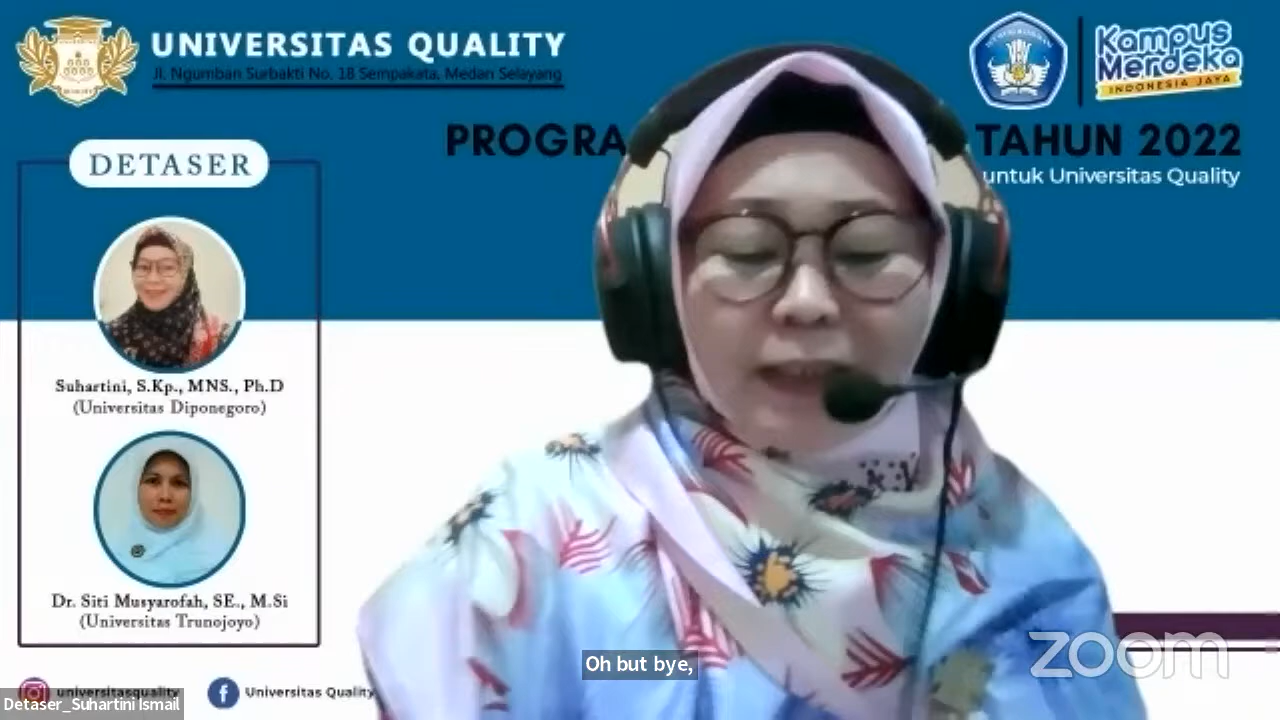 UNIVERSITAS QUALITY
Jl. Ngumban Surbakti No. 18 Sempakata, Medan Selayang
Kampus
Merdeka
INDONESIA JAYA
PROGRA TAHUN 2022
untuk Universitas Quality
DETASER
Suhartini, S.Kp., MNS., Ph.D
(Universitas Diponegoro)
Dr. Siti Musyarofah, SE., M.Si
(Universitas Trunojoyo)
Oh but bye,
zoom
universitasquality
Universitas Quality
Detaser_Suhartini Ismail